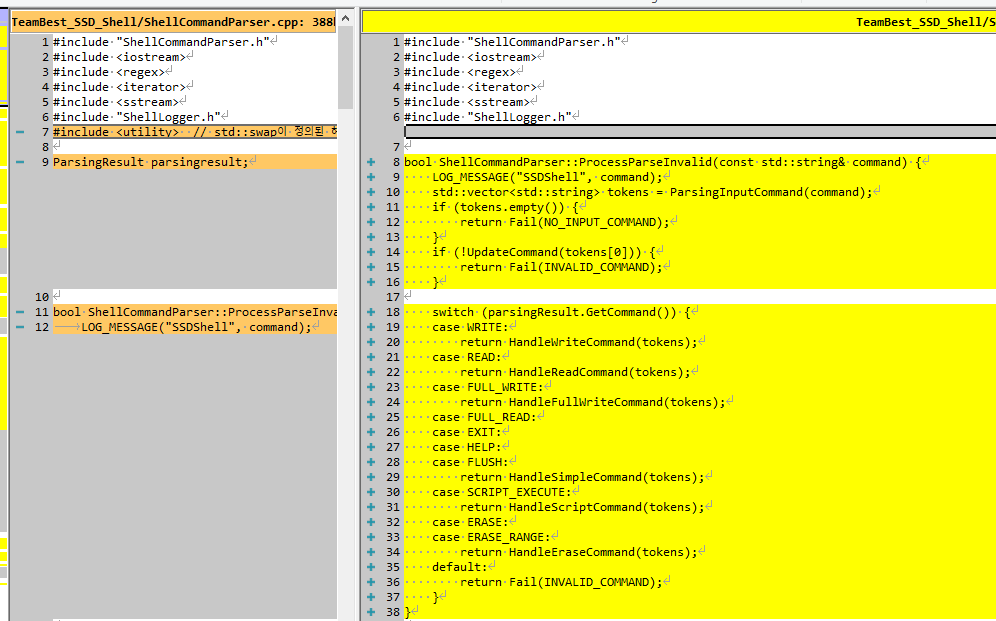 TeamBest_SSD_Shell/ShellCommandParser.cpp: 388
1 #include "ShellCommandParser.h"
2 #include <iostream>
3 #include <regex>
4 #include <iterator>
5 #include <sstream>
6 #include "ShellLogger.h"
7 #include <utility>  // std::swap이 정의된 헤
8
9 ParsingResult parsingresult;
10
11 bool ShellCommandParser::ProcessParseInva
12     LOG_MESSAGE("SSDShell", command);
TeamBest_SSD_Shell/S
1 #include "ShellCommandParser.h"
2 #include <iostream>
3 #include <regex>
4 #include <iterator>
5 #include <sstream>
6 #include "ShellLogger.h"
7
8 bool ShellCommandParser::ProcessParseInvalid(const std::string& command) {
9     LOG_MESSAGE("SSDShell", command);
10     std::vector<std::string> tokens = ParsingInputCommand(command);
11     if (tokens.empty()) {
12         return Fail(NO_INPUT_COMMAND);
13     }
14     if (!UpdateCommand(tokens[0])) {
15         return Fail(INVALID_COMMAND);
16     }
17
18     switch (parsingResult.GetCommand()) {
19     case WRITE:
20         return HandleWriteCommand(tokens);
21     case READ:
22         return HandleReadCommand(tokens);
23     case FULL_WRITE:
24         return HandleFullWriteCommand(tokens);
25     case FULL_READ:
26     case EXIT:
27     case HELP:
28     case FLUSH:
29         return HandleSimpleCommand(tokens);
30     case SCRIPT_EXECUTE:
31         return HandleScriptCommand(tokens);
32     case ERASE:
33     case ERASE_RANGE:
34         return HandleEraseCommand(tokens);
35     default:
36         return Fail(INVALID_COMMAND);
37     }
38 }